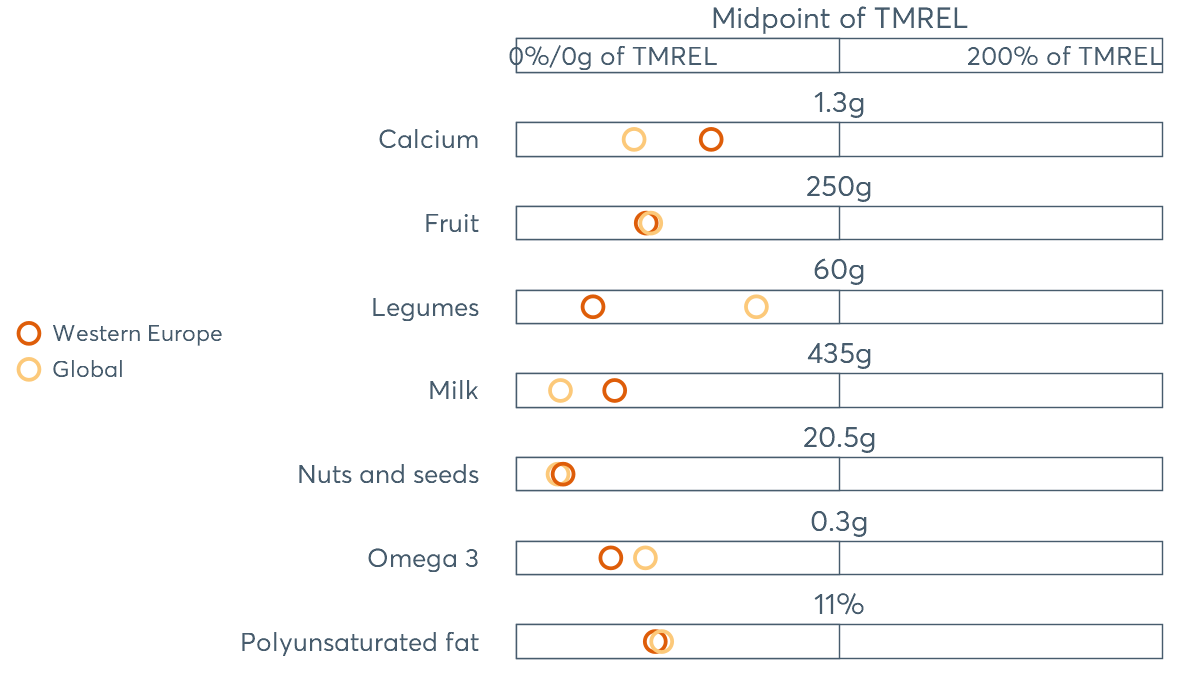 Midpoint of TMREL
0%/0g of TMREL 200% of TMREL
1.3g
Calcium
250g
Fruit
60g
Legumes
Western Europe
Global
435g
Milk
20.5g
Nuts and seeds
0.3g
Omega 3
11%
Polyunsaturated fat